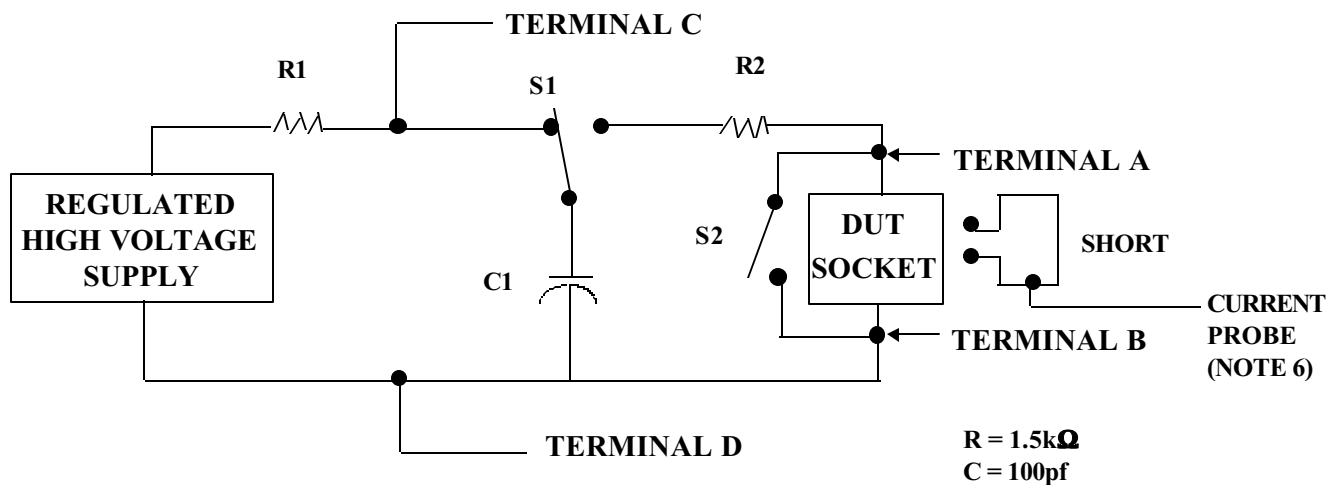 TERMINAL C
R1
S1
R2
TERMINAL A
REGULATED
HIGH VOLTAGE
SUPPLY
S2
DUT
SOCKET
SHORT
C1
CURRENT
PROBE
(NOTE 6)
TERMINAL B
TERMINAL D
R = 1.5kΩ
C = 100pf